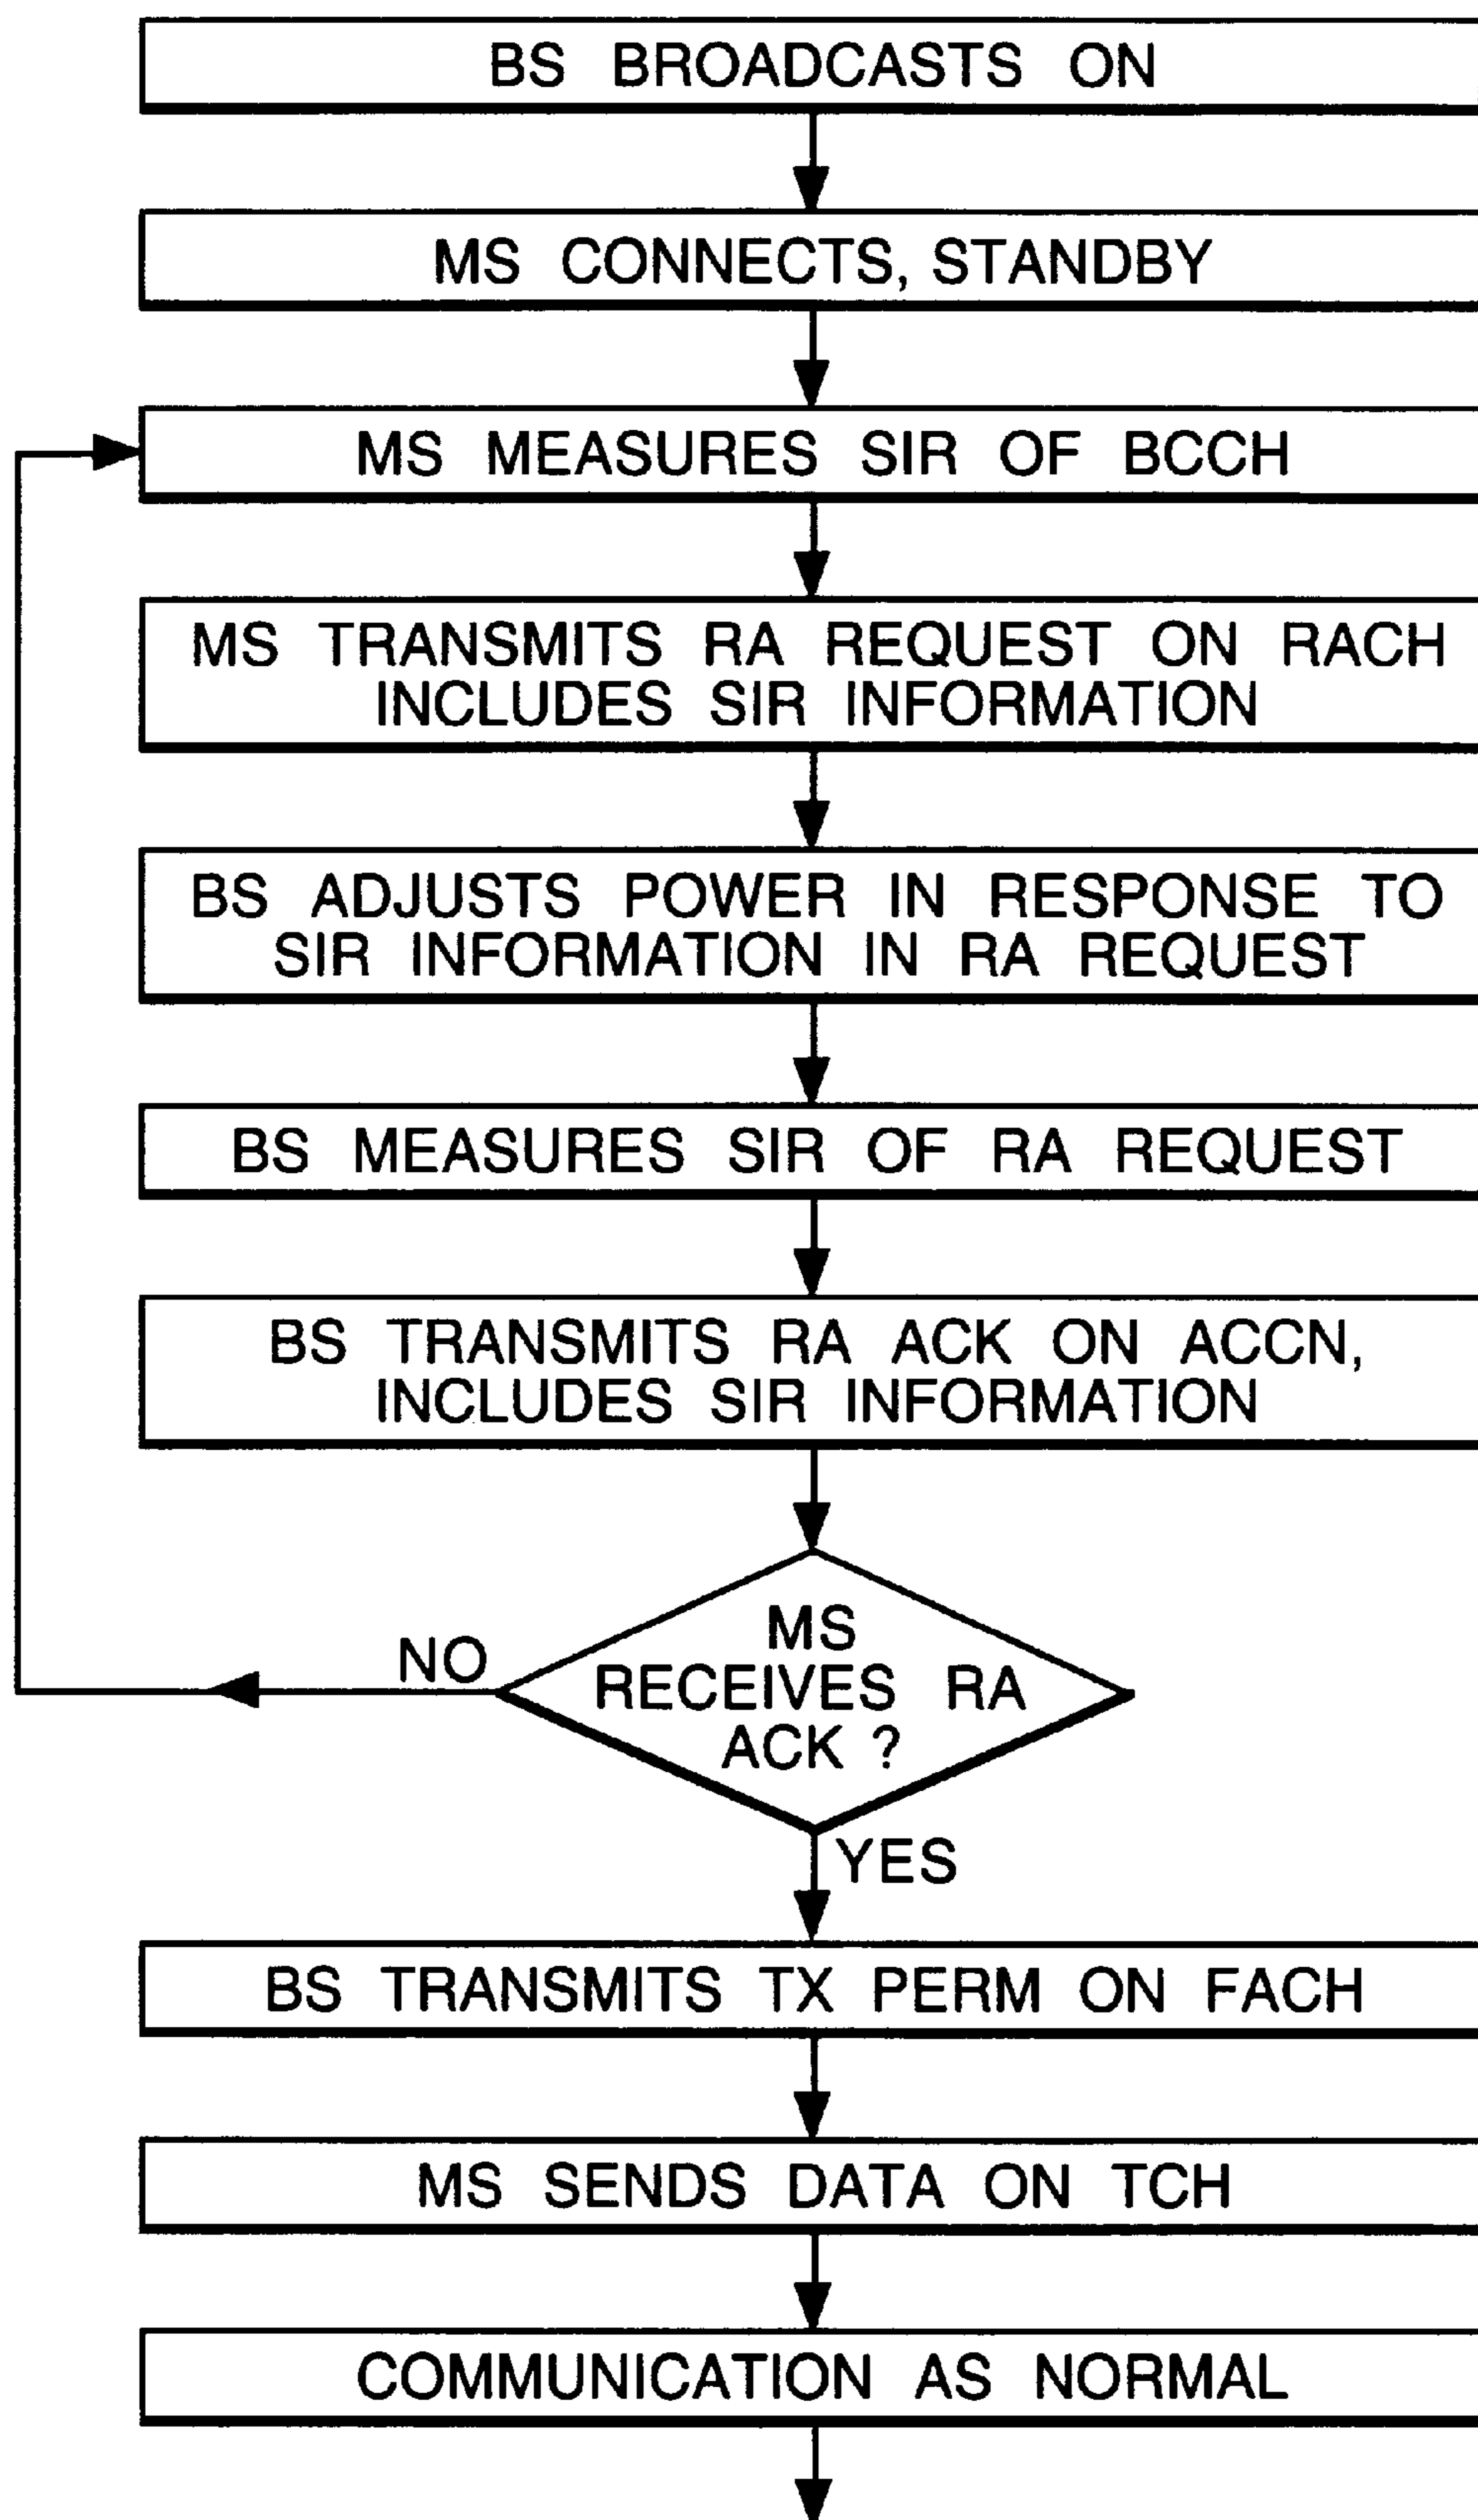 BS BROADCASTS ON
MS CONNECTS, STANDBY
MS MEASURES SIR OF BCCH
MS TRANSMITS RA REQUEST ON RACH
INCLUDES SIR INFORMATION
BS ADJUSTS POWER IN RESPONSE TO
SIR INFORMATION IN RA REQUEST
BS MEASURES SIR OF RA REQUEST
BS TRANSMITS RA ACK ON ACCN,
INCLUDES SIR INFORMATION
MS
RECEIVES RA
ACK ?
NO
YES
BS TRANSMITS TX PERM ON FACH
MS SENDS DATA ON TCH
COMMUNICATION AS NORMAL